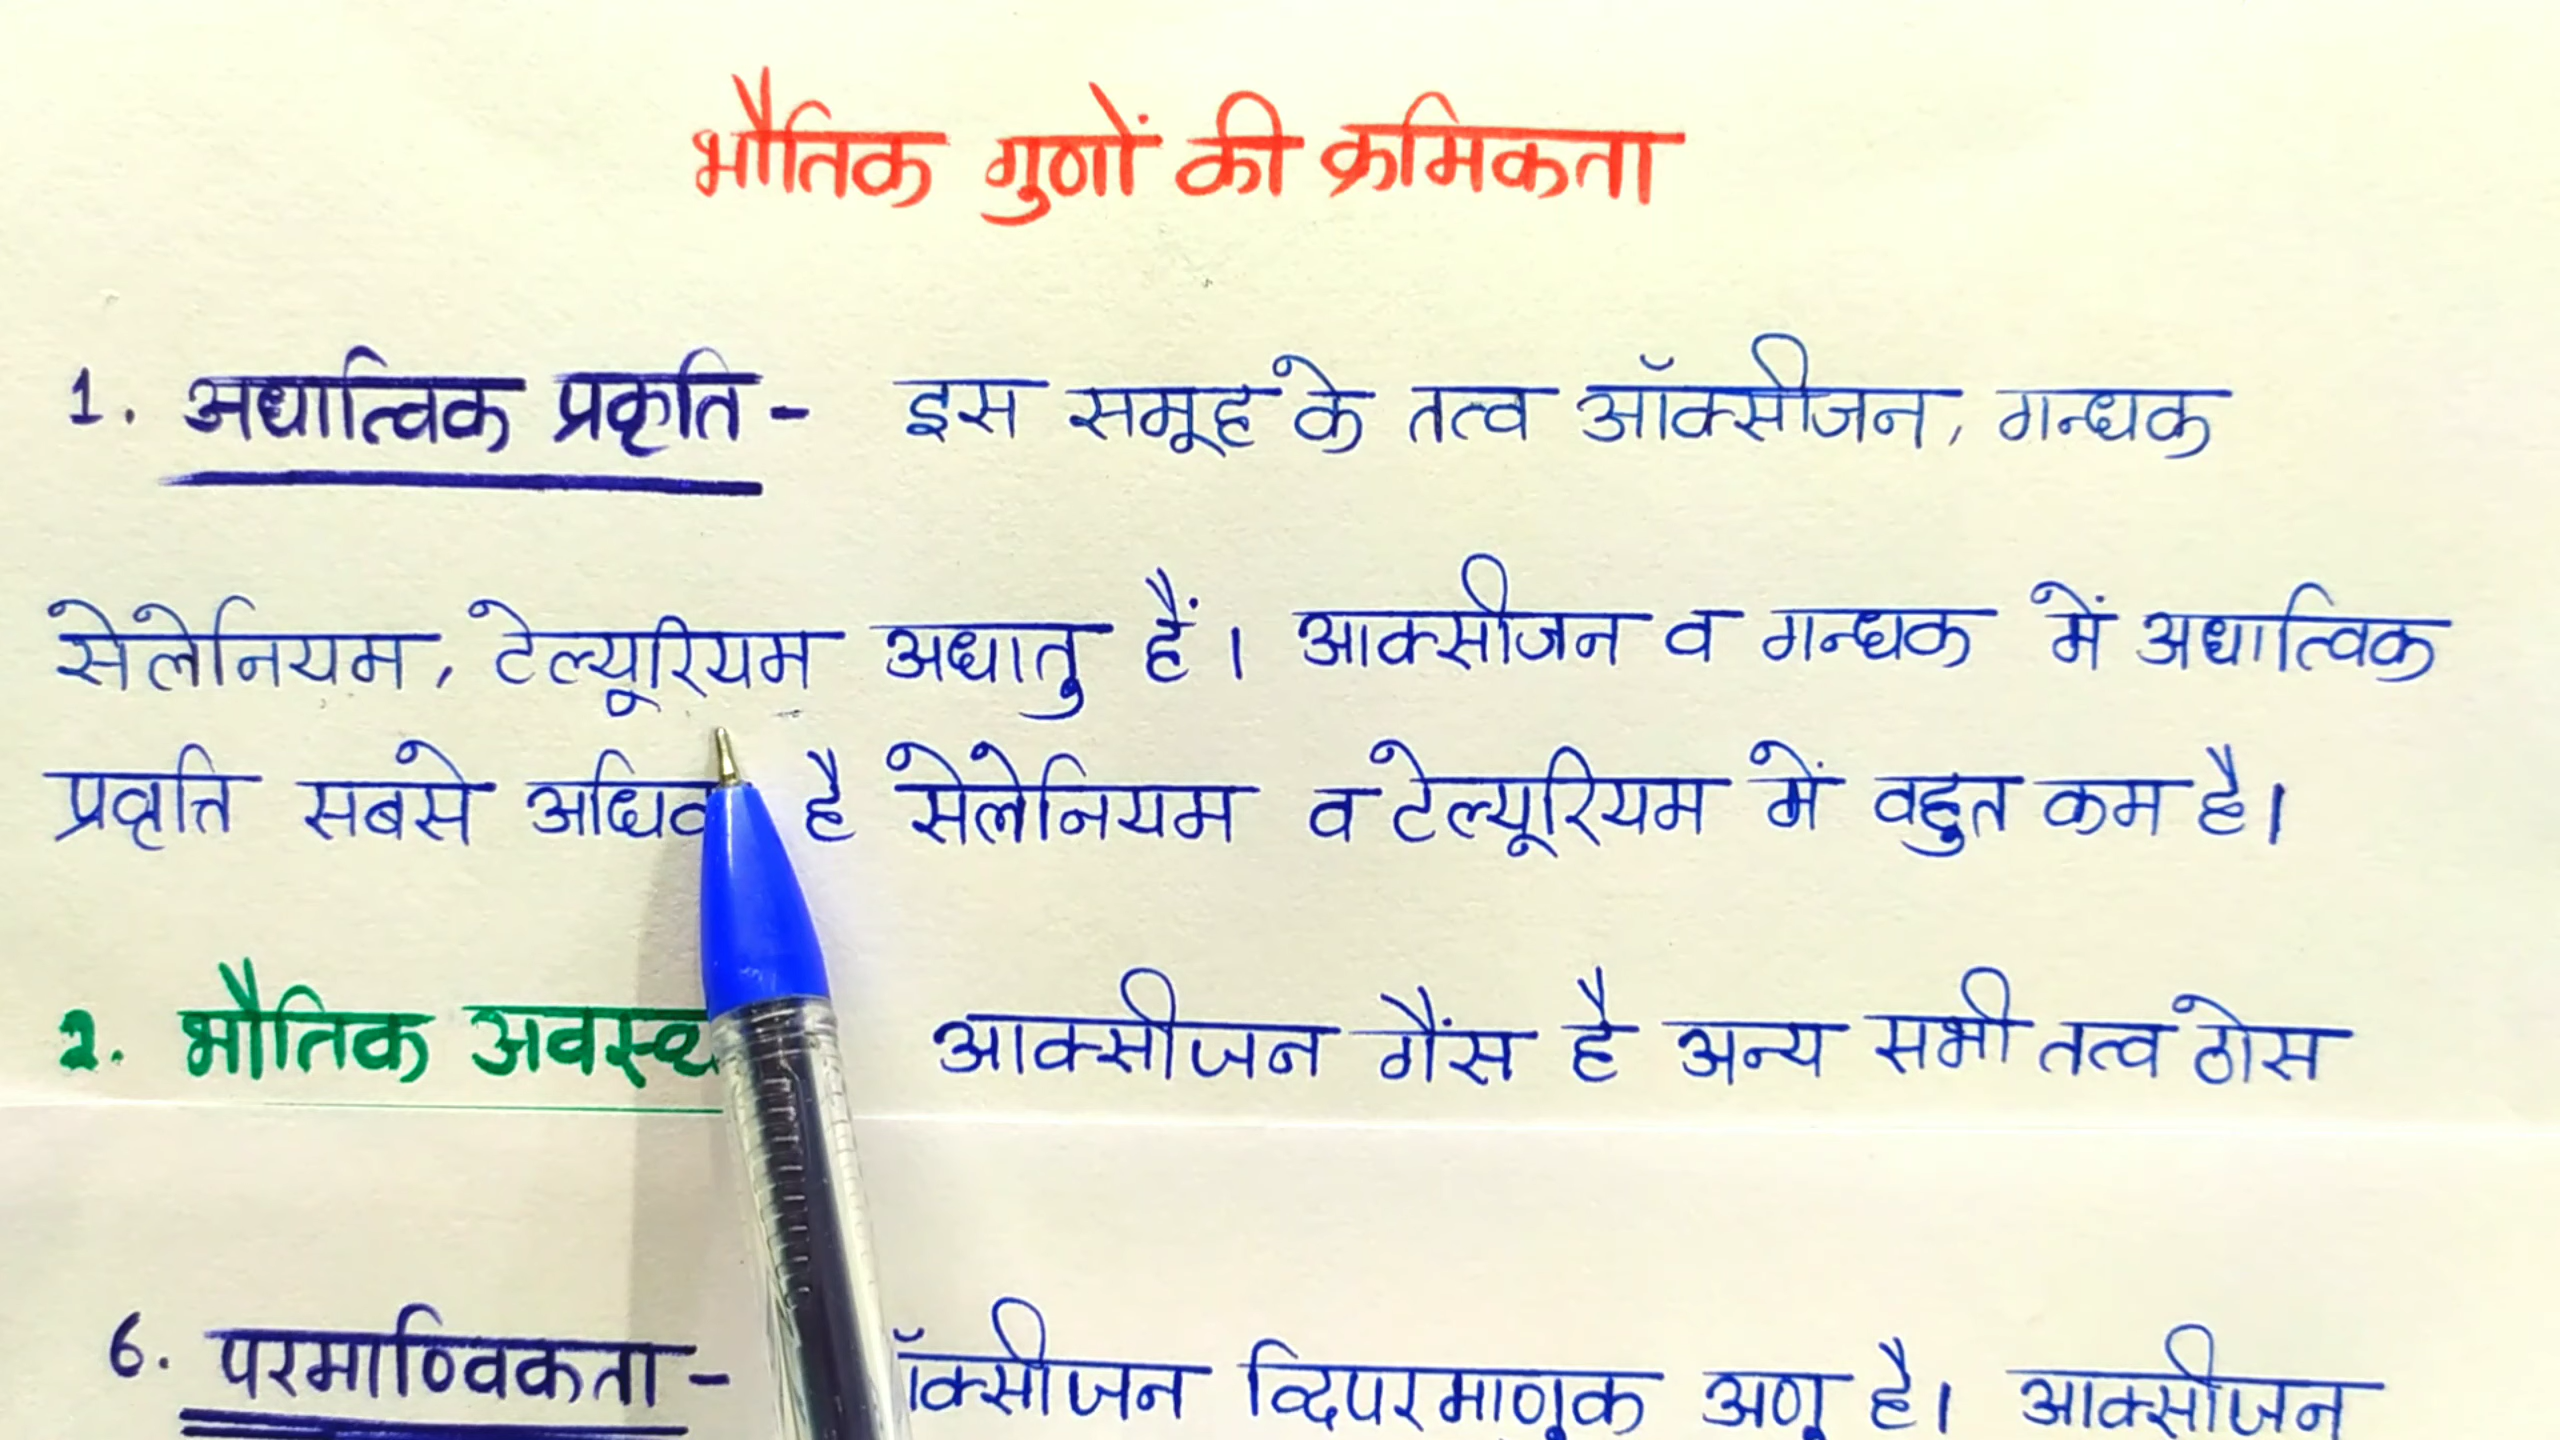 भौतिक गुणों की क्रमिकता
1. अधात्विक प्रकृति - इस समूह के तत्व ऑक्सीजन, गन्धक
सेलेनियम, टेल्यूरियम अधातु हैं। आक्सीजन व गन्धक में अधात्विक
प्रवृत्ति सबसे है सेलेनियम व टेल्यूरियम में वहुत कम है।
2. भौतिक आक्सीजन गैंस है अन्य सभी तत्व ठोस
6. परमाण्विकता - द्विपरमाणुक अणु है। आक्सीजन